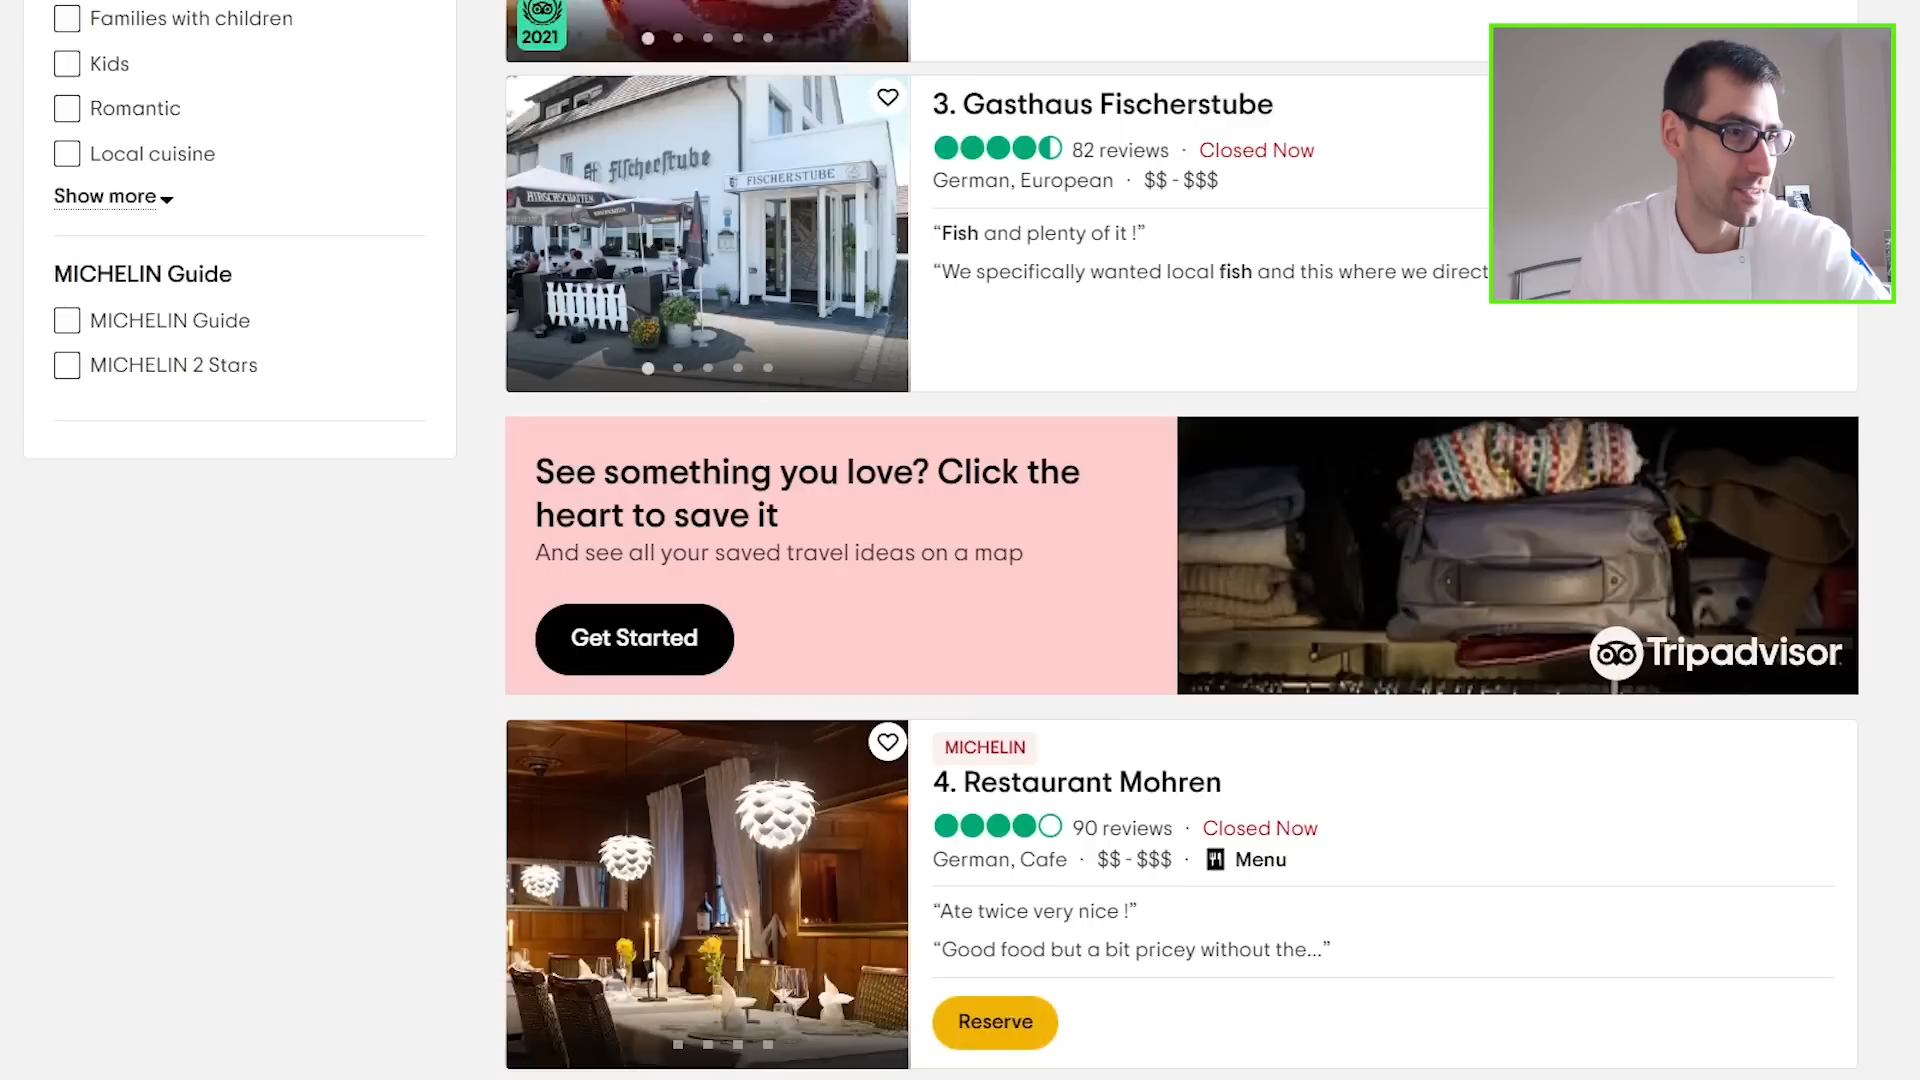 Families with children
Kids
Romantic
Local cuisine
Show more
MICHELIN Guide
MICHELIN Guide
MICHELIN 2 Stars
2021
Fischerstube
FISCHERSTUBE
HIRSCHSCHATTEN
3. Gasthaus Fischerstube
82 reviews · Closed Now
German, European · $$ - $$$
“Fish and plenty of it !”
“We specifically wanted local fish and this where we direct
See something you love? Click the
heart to save it
And see all your saved travel ideas on a map
Get Started
Tripadvisor
MICHELIN
4. Restaurant Mohren
90 reviews · Closed Now
German, Cafe · $$ - $$$ · Menu
“Ate twice very nice !”
“Good food but a bit pricey without the...”
Reserve